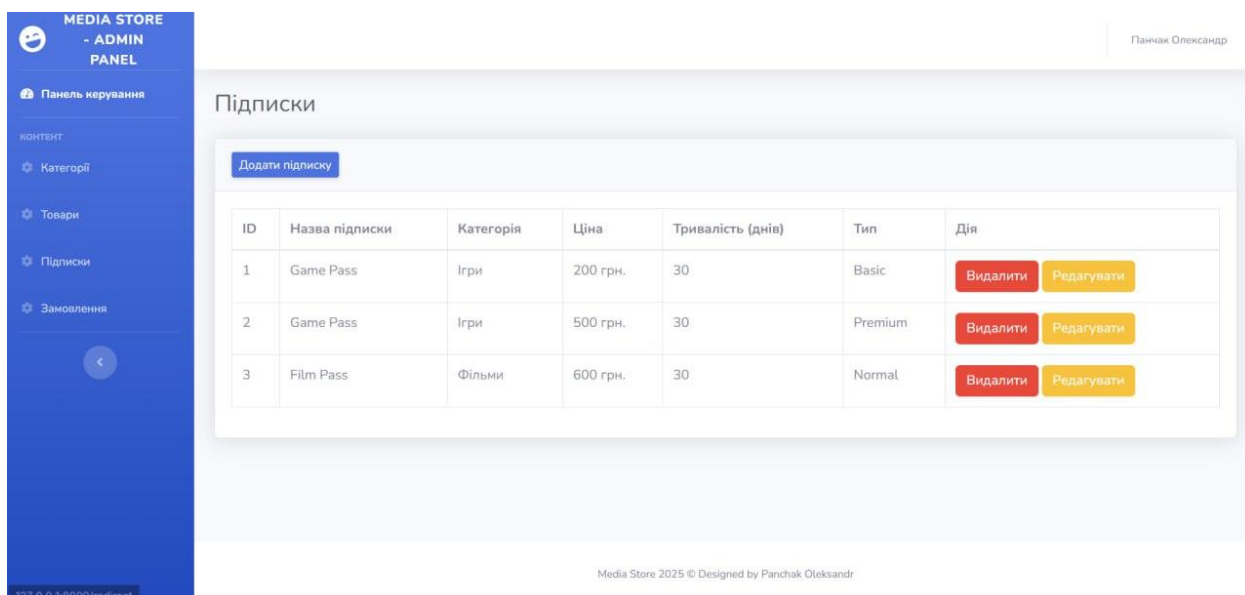 MEDIA STORE
- ADMIN
PANEL
Панчак Олександр
Панель керування
КОНТЕНТ
Категорії
Товари
Підписки
Замовлення
Підписки
Додати підписку
ID Назва підписки Категорія Ціна Тривалість (днів) Тип Дія
1 Game Pass Ігри 200 грн. 30 Basic Видалити Редагувати
2 Game Pass Ігри 500 грн. 30 Premium Видалити Редагувати
3 Film Pass Фільми 600 грн. 30 Normal Видалити Редагувати
Media Store 2025 © Designed by Panchak Oleksandr